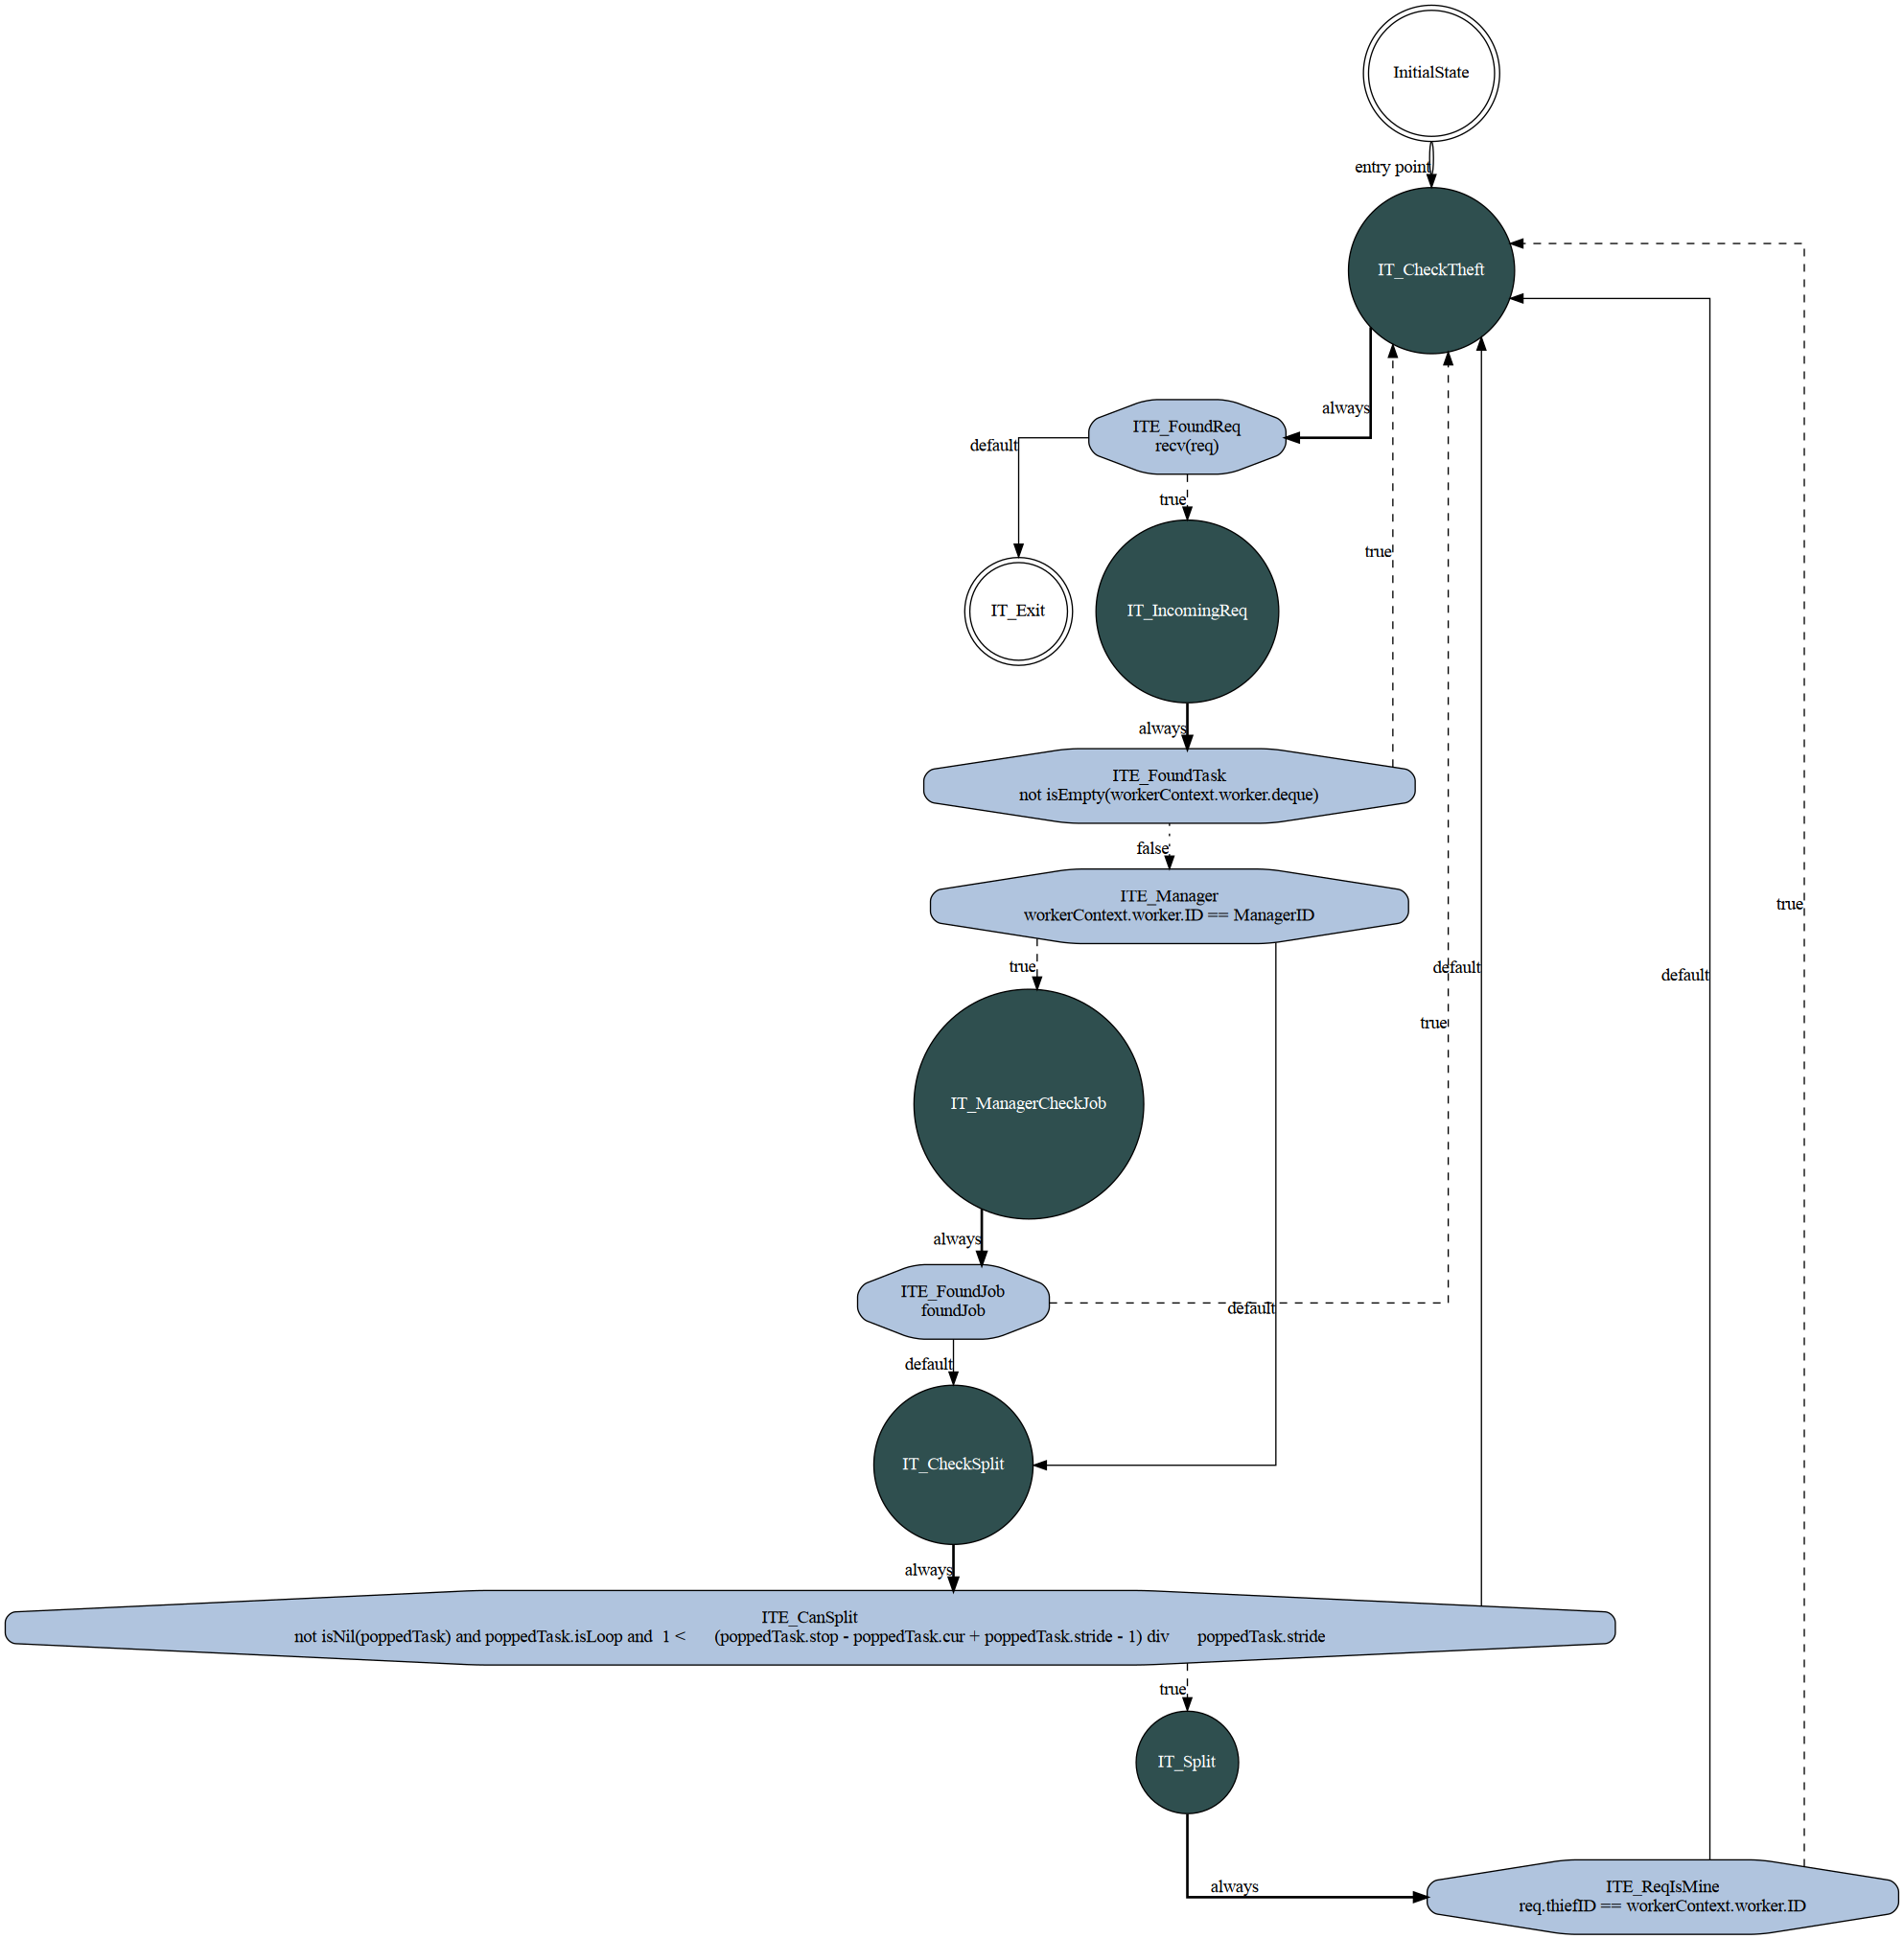 InitialState
entry point
IT_CheckTheft
always
ITE_FoundReq
recv(req)
default
true
IT_Exit
IT_IncomingReq
true
always
ITE_FoundTask
not isEmpty(workerContext.worker.deque)
false
ITE_Manager
workerContext.worker.ID == ManagerID
true
true
default
default
true
IT_ManagerCheckJob
always
ITE_FoundJob
foundJob
default
default
IT_CheckSplit
always
ITE_CanSplit
not isNil(poppedTask) and poppedTask.isLoop and  1 <       (poppedTask.stop - poppedTask.cur + poppedTask.stride - 1) div       poppedTask.stride
true
IT_Split
always
ITE_ReqIsMine
req.thiefID == workerContext.worker.ID